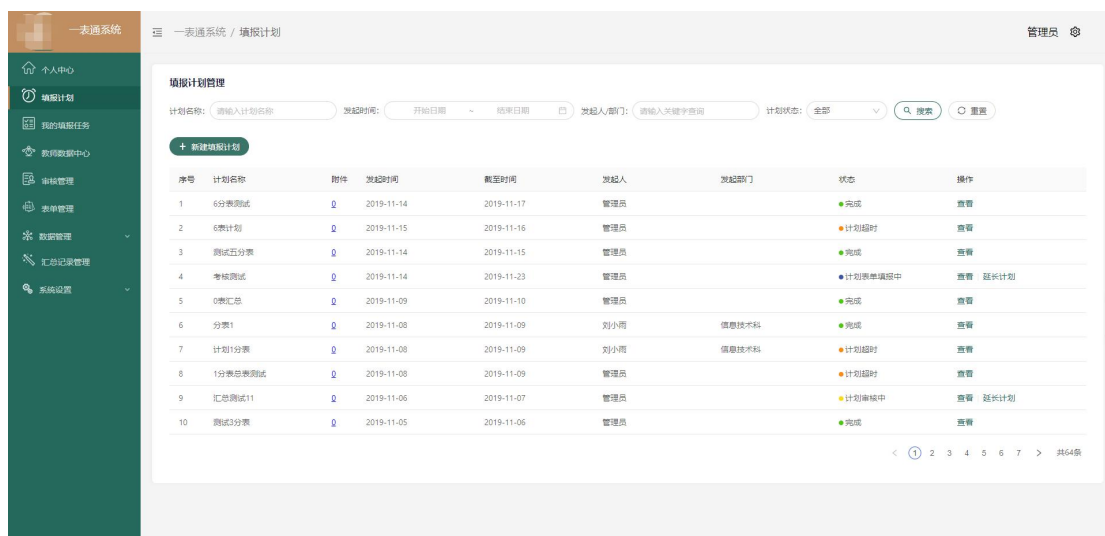 一表通系统
一表通系统 / 填报计划
管理员
个人中心
填报计划
我的填报任务
教师数据中心
审核管理
表单管理
数据管理
汇总记录管理
系统设置
填报计划管理
计划名称: 请输入计划名称 发起时间: 开始日期 ~ 结束日期 发起人/部门: 请输入关键字查询 计划状态: 全部 搜索 重置
+ 新建填报计划
序号 计划名称 附件 发起时间 截至时间 发起人 发起部门 状态 操作
1 6分表测试 0 2019-11-14 2019-11-17 管理员 完成 查看
2 6表计划 0 2019-11-15 2019-11-16 管理员 计划超时 查看
3 测试五分表 0 2019-11-14 2019-11-15 管理员 完成 查看
4 考核测试 0 2019-11-14 2019-11-23 管理员 计划表单填报中 查看 延长计划
5 0表汇总 0 2019-11-09 2019-11-10 管理员 完成 查看
6 分表1 0 2019-11-08 2019-11-09 刘小雨 信息技术科 完成 查看
7 计划1分表 0 2019-11-08 2019-11-09 刘小雨 信息技术科 计划超时 查看
8 1分表总表测试 0 2019-11-08 2019-11-09 管理员 计划超时 查看
9 汇总测试11 0 2019-11-06 2019-11-07 管理员 计划审核中 查看 延长计划
10 测试3分表 0 2019-11-05 2019-11-06 管理员 完成 查看
< 1 2 3 4 5 6 7 > 共64条